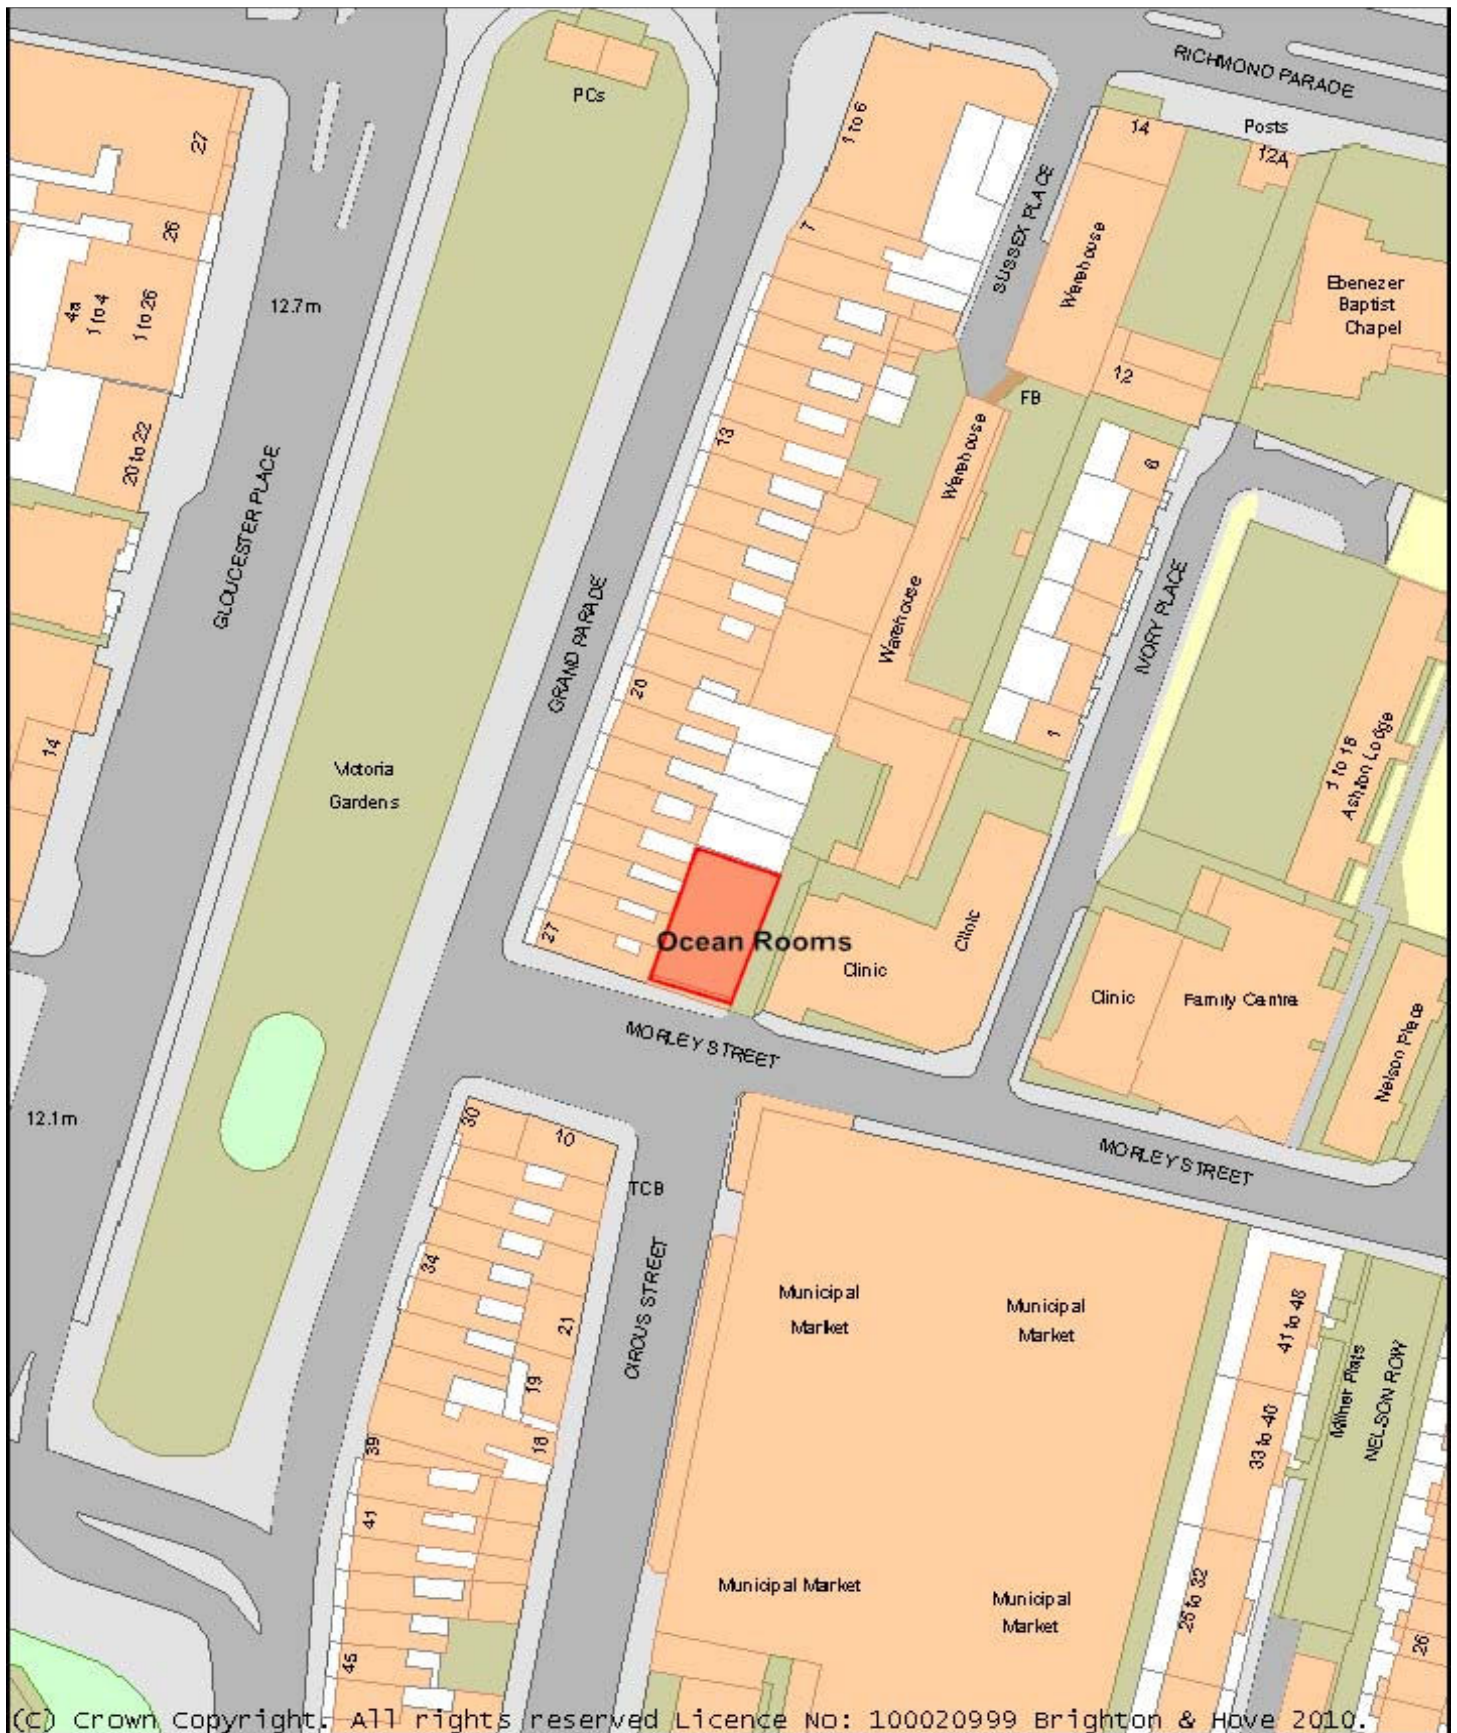 RICHMOND PARADE
PCs
1 to 6
14
Posts
12A
27
SUSSEX PLACE
26
7
Warehouse
Ebenezer
Baptist
Chapel
4a
1 to 4
1 to 26
12.7m
12
FB
20 to 22
13
Warehouse
6
GLOUCESTER PLACE
GRAND PARADE
Warehouse
IVORY PLACE
20
14
1
Victoria
Gardens
1 to 18
Ashton Lodge
27
Ocean Rooms
Clinic
Clinic
Clinic
Family Centre
Nelson Place
MORLEY STREET
12.1m
30
10
MORLEY STREET
TCB
34
CIRCUS STREET
Municipal
Market
Municipal
Market
41 to 48
21
19
Milner Flats
NELSON ROW
39
18
33 to 40
41
Municipal Market
Municipal
Market
25 to 32
45
26
(C) Crown Copyright. All rights reserved Licence No: 100020999 Brighton & Hove 2010.